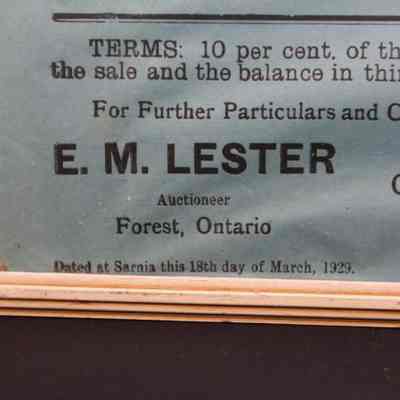 TERMS: 10 per cent. of th
the sale and the balance in thi
For Further Particulars and C
E. M. LESTER
Auctioneer
Forest, Ontario
Dated at Sarnia this 18th day of March, 1929.